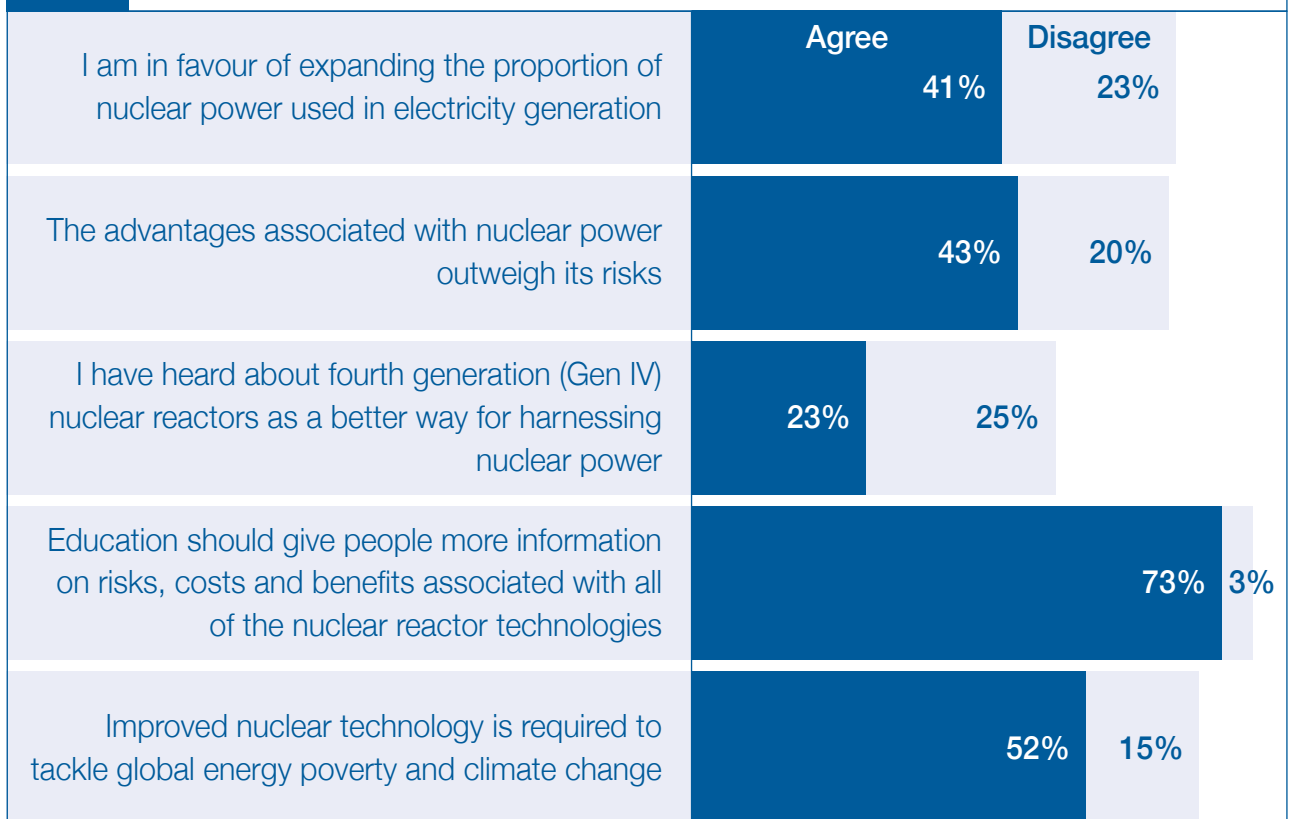 Agree Disagree
I am in favour of expanding the proportion of
nuclear power used in electricity generation
41% 23%
The advantages associated with nuclear power
outweigh its risks
43% 20%
I have heard about fourth generation (Gen IV)
nuclear reactors as a better way for harnessing
nuclear power
23% 25%
Education should give people more information
on risks, costs and benefits associated with all
of the nuclear reactor technologies
73% 3%
Improved nuclear technology is required to
tackle global energy poverty and climate change
52% 15%